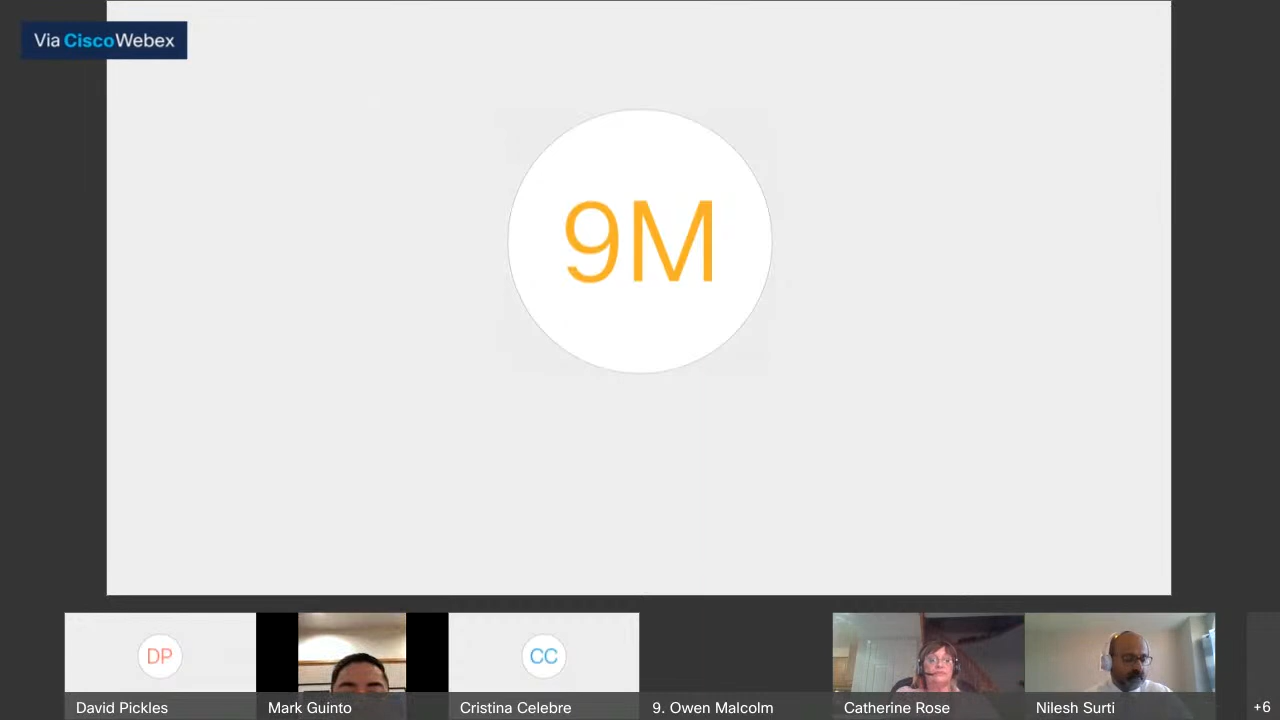 Via CiscoWebex
9M
DP
CC
David Pickles
Mark Guinto
Cristina Celebre
9. Owen Malcolm
Catherine Rose
Nilesh Surti
+6